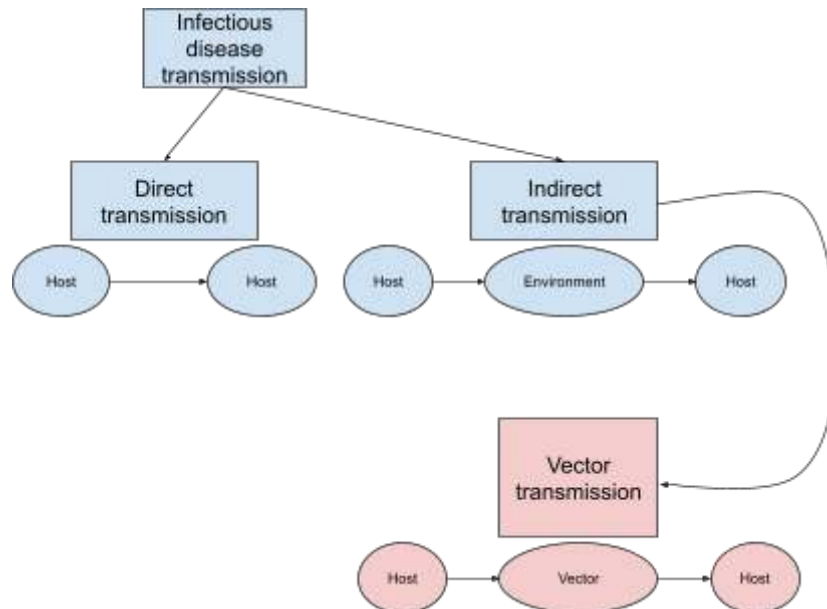 Infectious
disease
transmission
Direct
transmission
Indirect
transmission
Host
Host
Host
Environment
Host
Vector
transmission
Host
Vector
Host